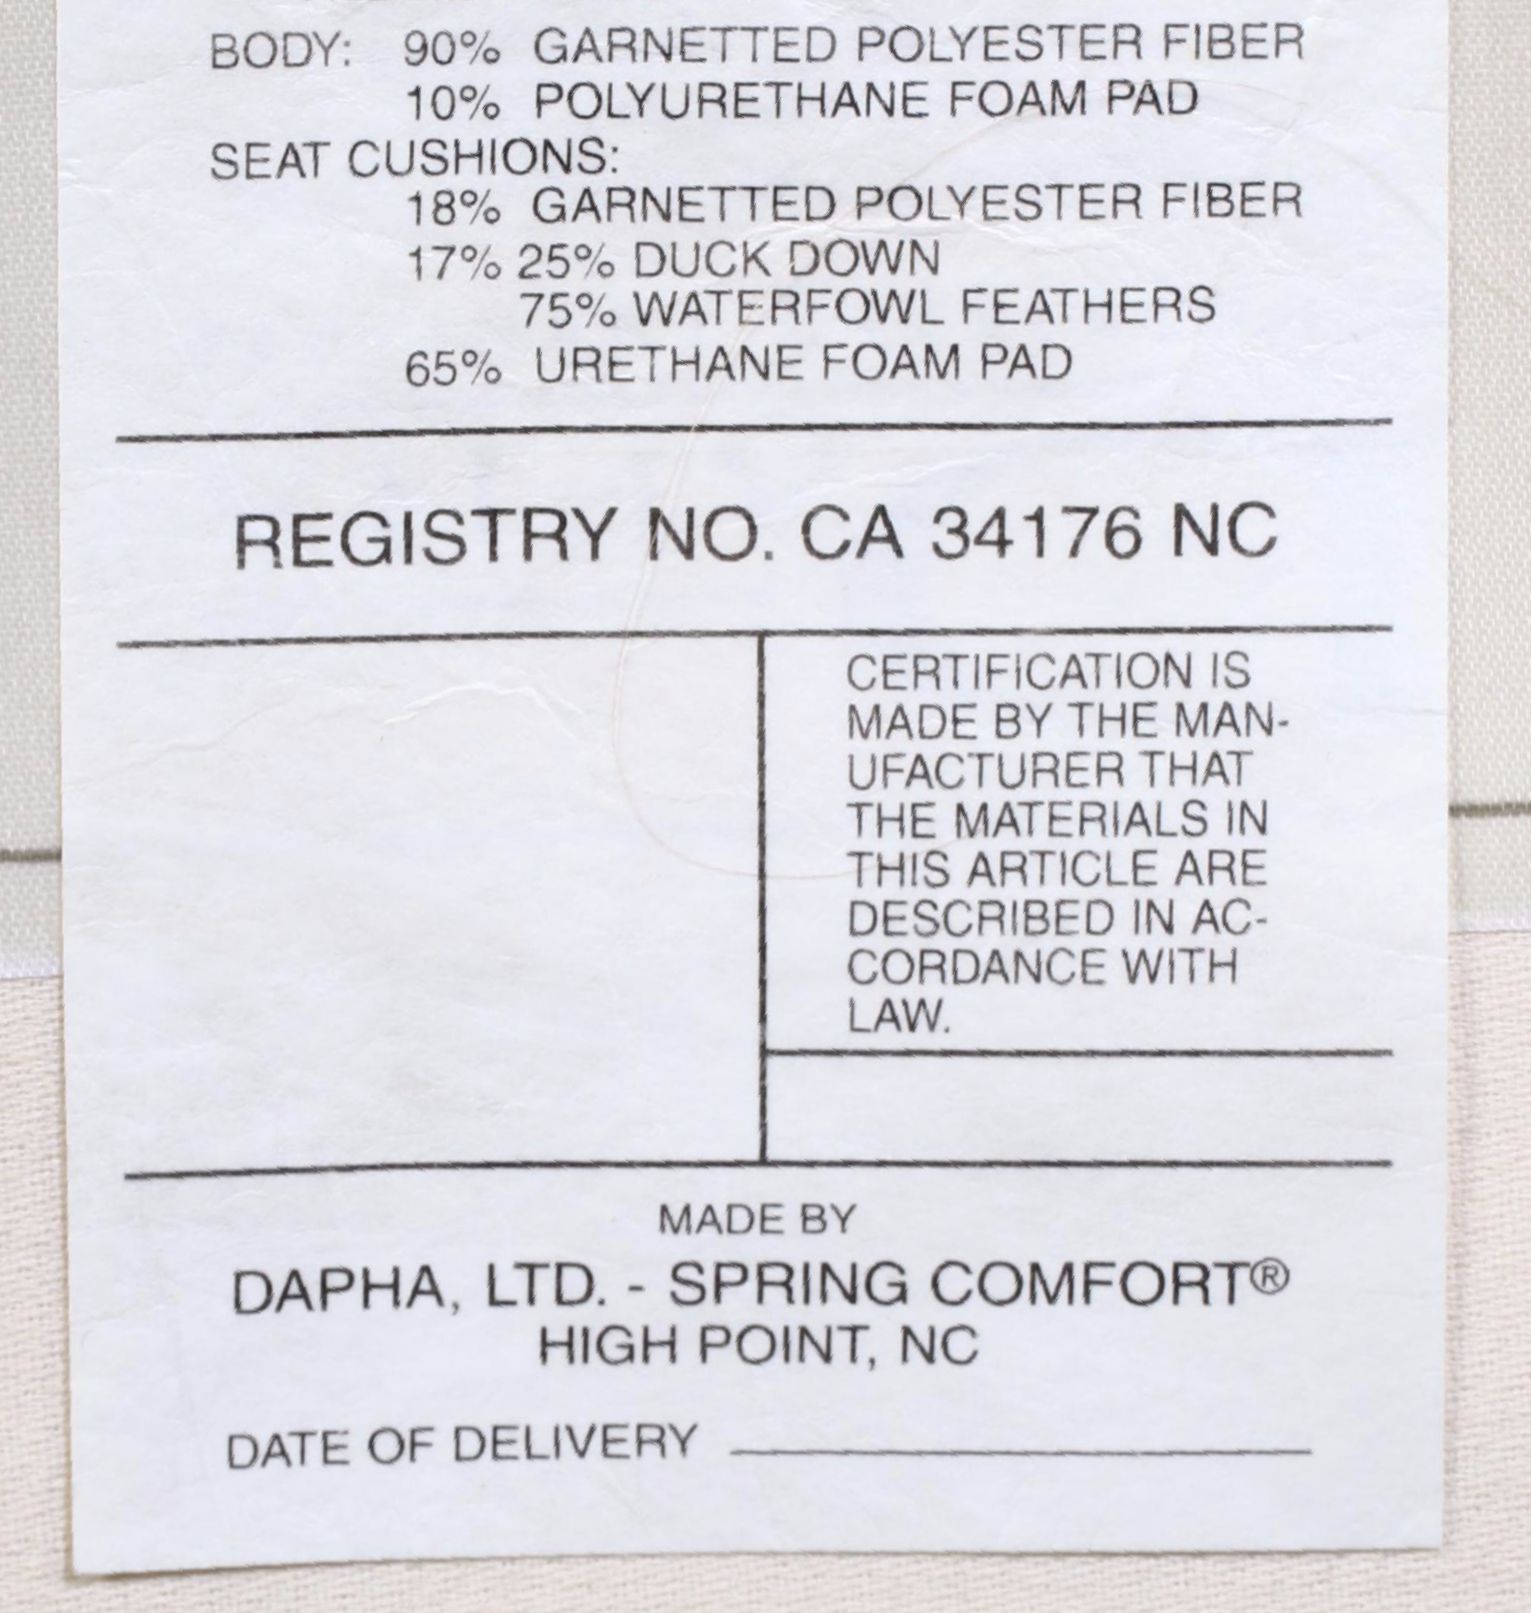 BODY: 90% GARNETTED POLYESTER FIBER
10% POLYURETHANE FOAM PAD
SEAT CUSHIONS:
18% GARNETTED POLYESTER FIBER
17% 25% DUCK DOWN
75% WATERFOWL FEATHERS
65% URETHANE FOAM PAD
REGISTRY NO. CA 34176 NC
CERTIFICATION IS
MADE BY THE MAN-
UFACTURER THAT
THE MATERIALS IN
THIS ARTICLE ARE
DESCRIBED IN AC-
CORDANCE WITH
LAW.
MADE BY
DAPHA, LTD. - SPRING COMFORT®
HIGH POINT, NC
DATE OF DELIVERY